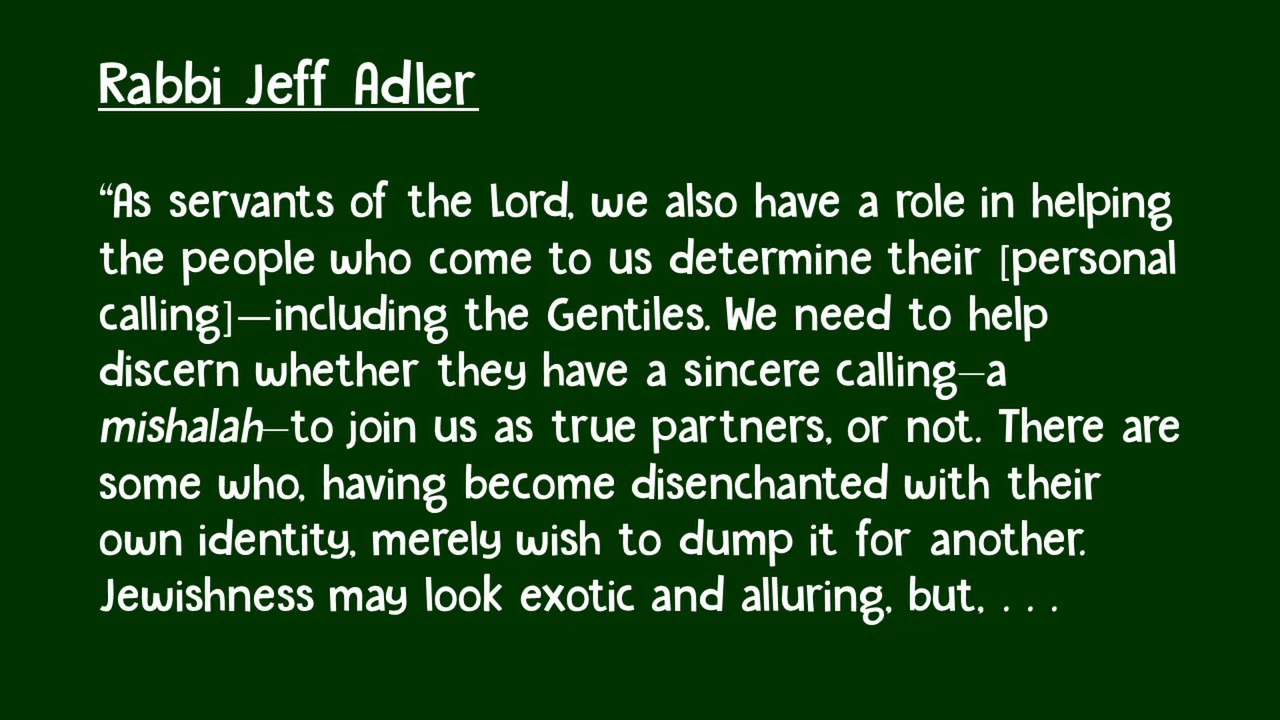 Rabbi Jeff Adler
“As servants of the Lord, we also have a role in helping
the people who come to us determine their [personal
calling]—including the Gentiles. We need to help
discern whether they have a sincere calling—a
mishalah—to join us as true partners, or not. There are
some who, having become disenchanted with their
own identity, merely wish to dump it for another.
Jewishness may look exotic and alluring, but, . . .